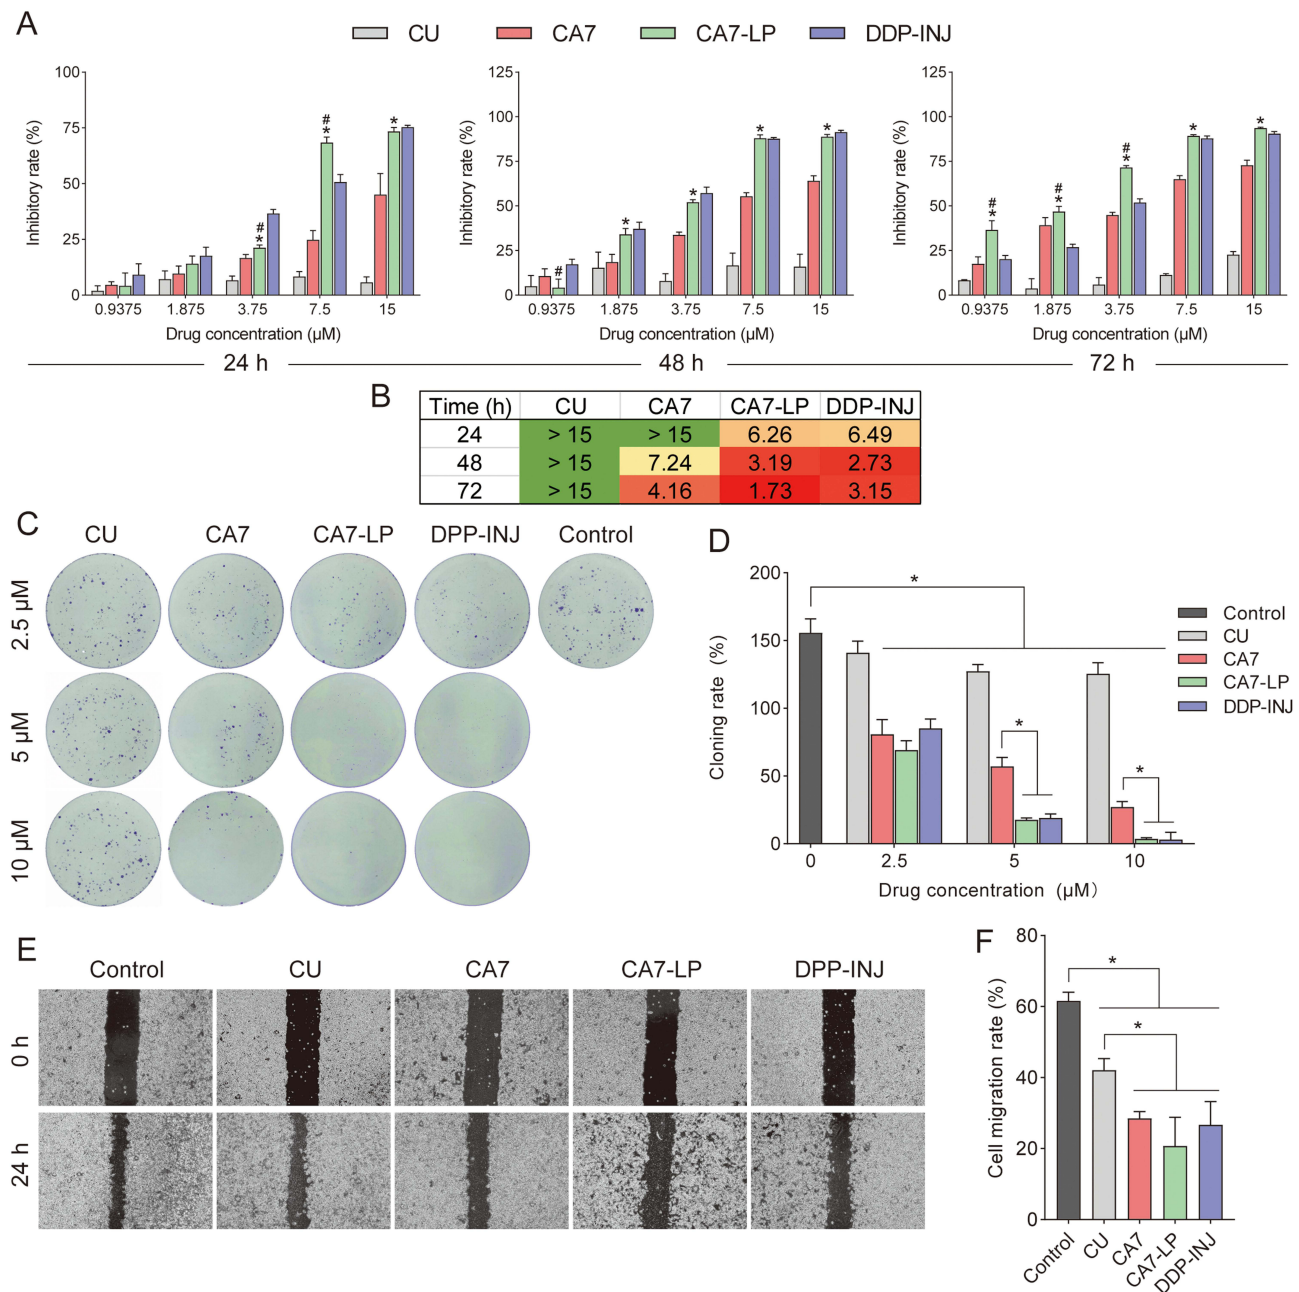 A
CU CA7 CA7-LP DDP-INJ
100
75
50
25
0
Inhibitory rate (%)
# *
# *
*
0.9375 1.875 3.75 7.5 15
Drug concentration (µM)
24 h
125
100
75
50
25
0
Inhibitory rate (%)
#
*
*
*
*
0.9375 1.875 3.75 7.5 15
Drug concentration (µM)
48 h
125
100
75
50
25
0
Inhibitory rate (%)
# *
# *
# *
*
*
0.9375 1.875 3.75 7.5 15
Drug concentration (µM)
72 h
B
Time (h) CU CA7 CA7-LP DDP-INJ
24 > 15 > 15 6.26 6.49
48 > 15 7.24 3.19 2.73
72 > 15 4.16 1.73 3.15
C
CU CA7 CA7-LP DPP-INJ Control
2.5 µM
5 µM
10 µM
D
200
150
100
50
0
Cloning rate (%)
*
*
*
0 2.5 5 10
Drug concentration (µM)
Control
CU
CA7
CA7-LP
DDP-INJ
E
Control CU CA7 CA7-LP DPP-INJ
0 h
24 h
F
80
60
40
20
0
Cell migration rate (%)
*
*
Control CU CA7 CA7-LP DDP-INJ